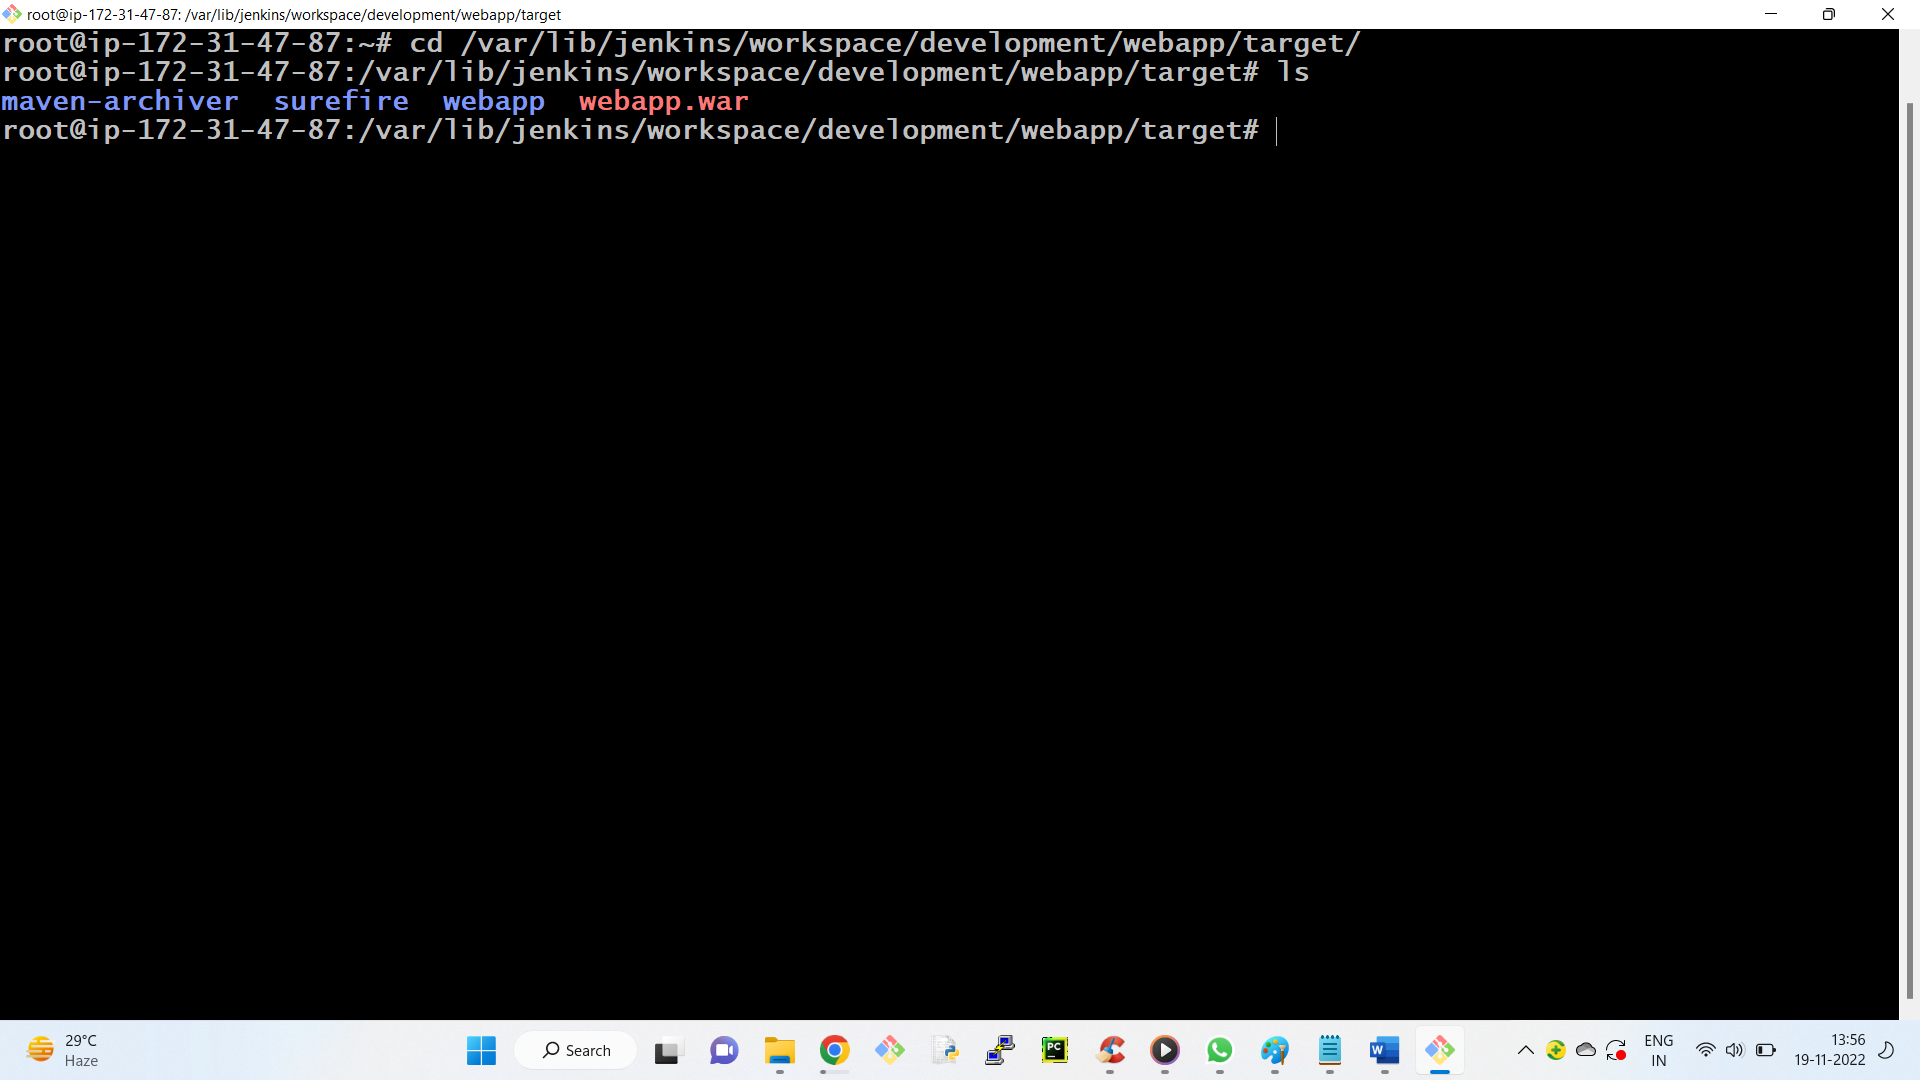 root@ip-172-31-47-87: /var/lib/jenkins/workspace/development/webapp/target
root@ip-172-31-47-87:~# cd /var/lib/jenkins/workspace/development/webapp/target/
root@ip-172-31-47-87:/var/lib/jenkins/workspace/development/webapp/target# ls
maven-archiver  surefire  webapp  webapp.war
root@ip-172-31-47-87:/var/lib/jenkins/workspace/development/webapp/target#
29°C
Haze
Search
PC
W
ENG
IN
13:56
19-11-2022